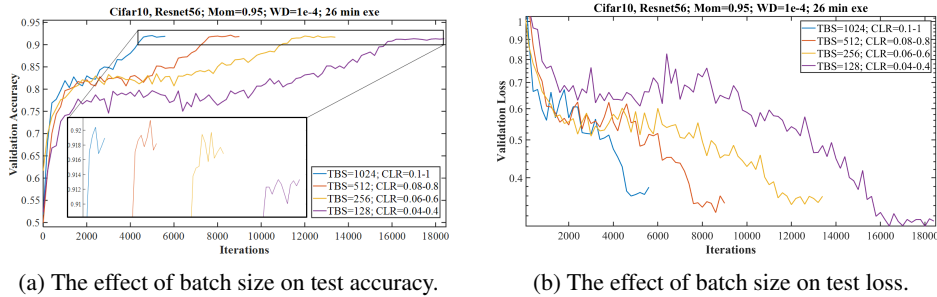 Cifar10, Resnet56; Mom=0.95; WD=1e-4; 26 min exe
0.95
0.9
0.85
0.8
0.75
0.7
0.65
0.6
0.55
0.5
Validation Accuracy
0.92
0.918
0.916
0.914
0.912
0.91
TBS=1024; CLR=0.1-1
TBS=512; CLR=0.08-0.8
TBS=256; CLR=0.06-0.6
TBS=128; CLR=0.04-0.4
0 2000 4000 6000 8000 10000 12000 14000 16000 18000
Iterations
(a) The effect of batch size on test accuracy.
Cifar10, Resnet56; Mom=0.95, WD=1e-4; 26 min exe
1
0.9
0.8
0.7
0.6
0.5
0.4
Validation Loss
TBS=1024; CLR=0.1-1
TBS=512; CLR=0.08-0.8
TBS=256; CLR=0.06-0.6
TBS=128; CLR=0.04-0.4
2000 4000 6000 8000 10000 12000 14000 16000 18000
Iterations
(b) The effect of batch size on test loss.